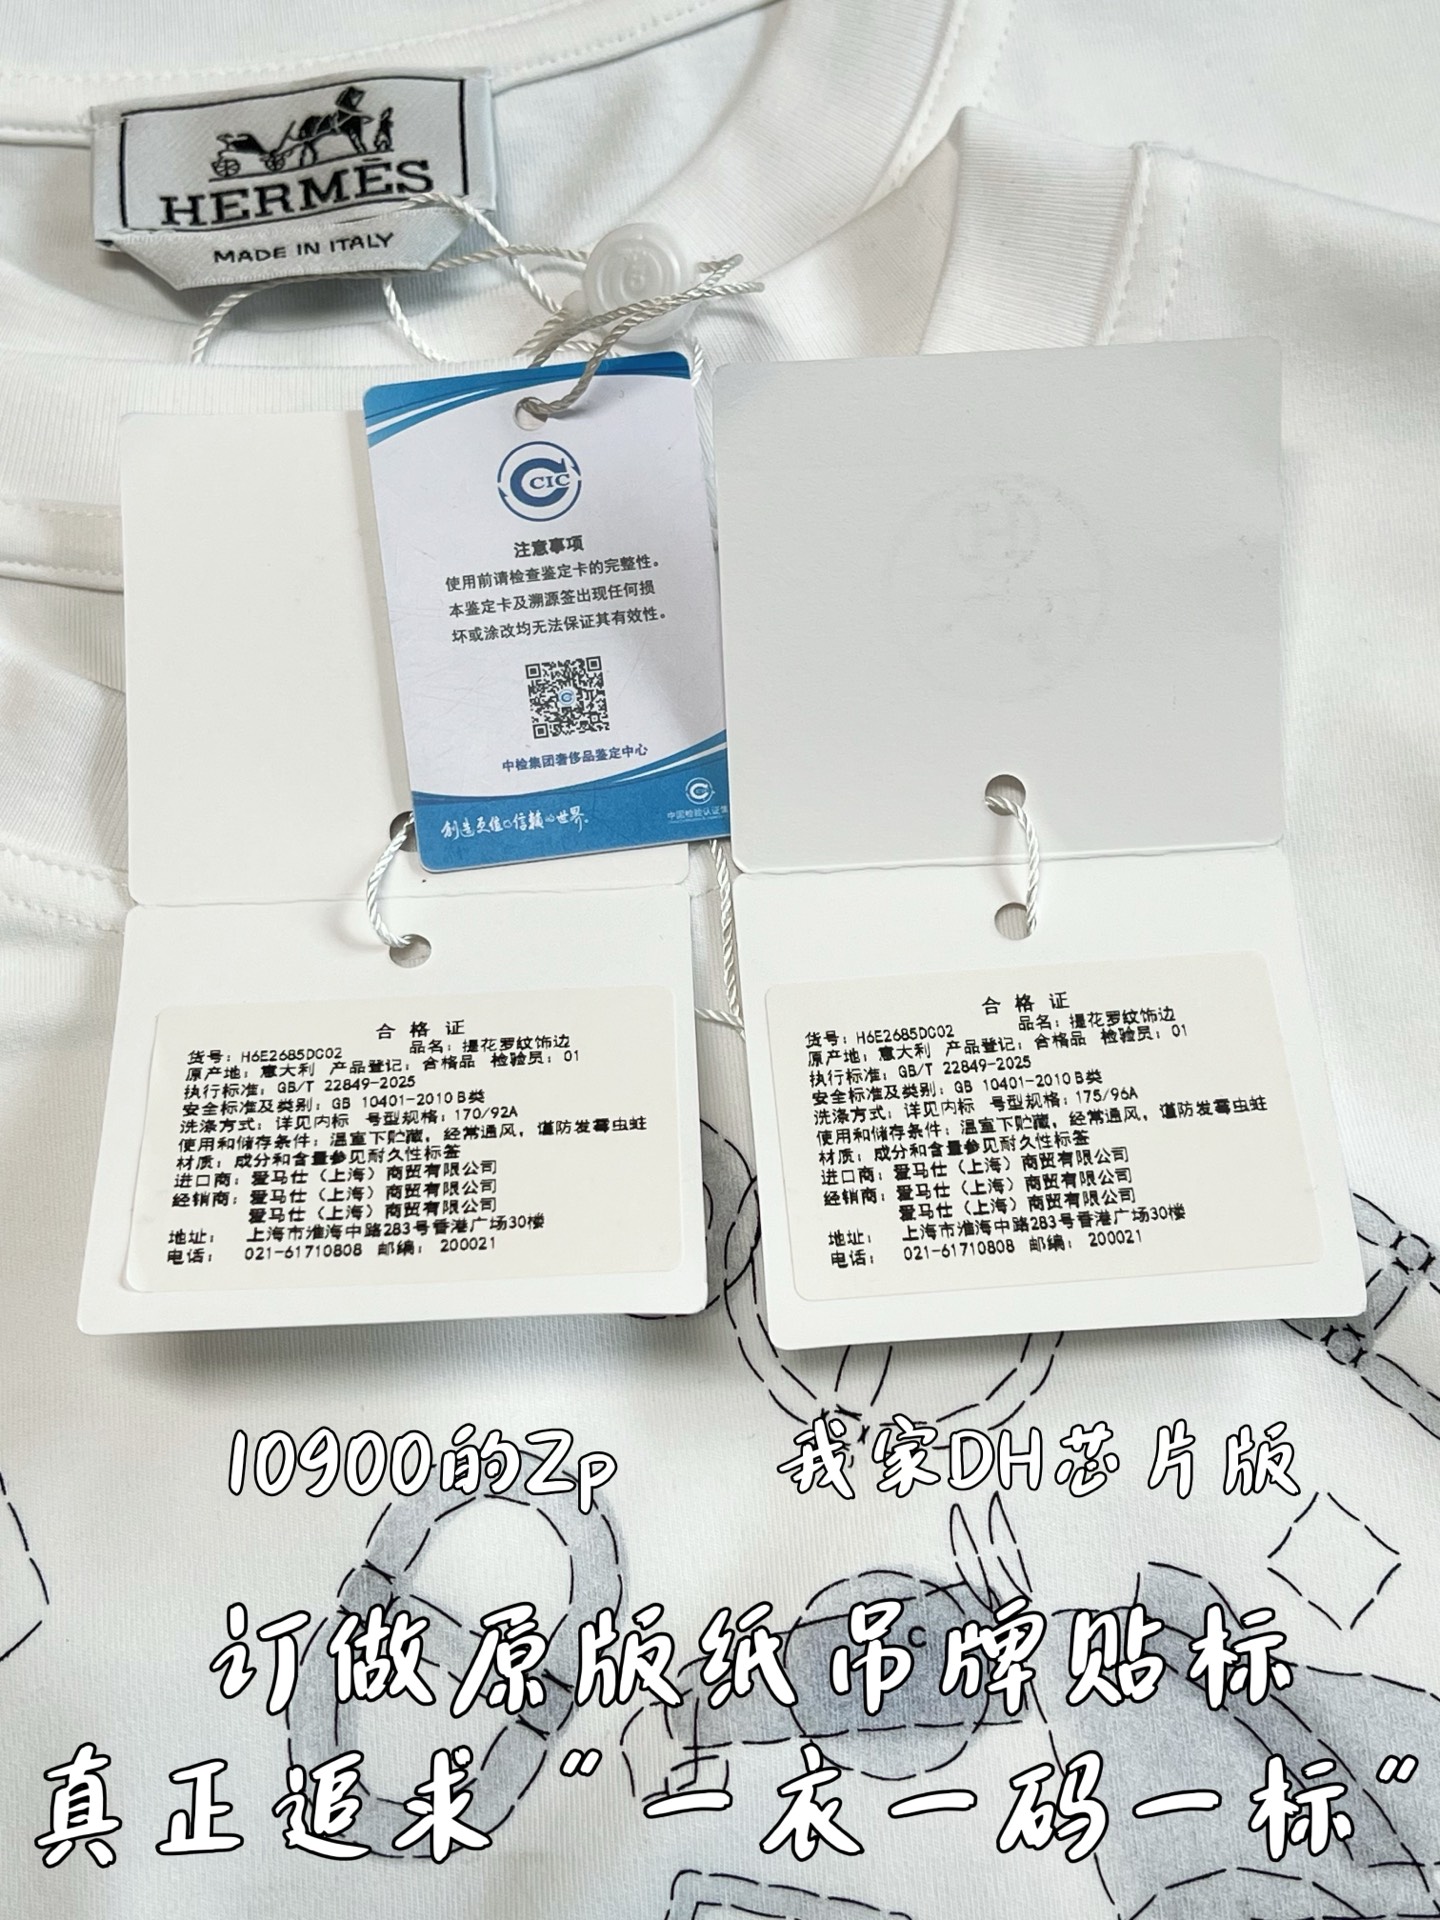 HERMÈS
MADE IN ITALY
CCIC
注意事项
使用前请检查鉴定卡的完整性。
本鉴定卡及溯源签出现任何损
坏或涂改均无法保证其有效性。
中检集团奢侈品鉴定中心
创造更值の信赖の世界.
中国检验认证集
合格证
货号：H6E2685DC02 品名：提花罗纹饰边
原产地：意大利 产品登记：合格品 检验员：01
执行标准：GB/T 22849-2025
安全标准及类别：GB 10401-2010 B类
洗涤方式：详见内标 号型规格：170/92A
使用和储存条件：温室下贮藏，经常通风，谨防发霉虫蛀
材质：成分和含量参见耐久性标签
进口商：爱马仕（上海）商贸有限公司
经销商：爱马仕（上海）商贸有限公司
爱马仕（上海）商贸有限公司
地址： 上海市淮海中路283号香港广场30楼
电话： 021-61710808 邮编： 200021
合格证
货号：H6E2685DC02 品名：提花罗纹饰边
原产地：意大利 产品登记：合格品 检验员：01
执行标准：GB/T 22849-2025
安全标准及类别：GB 10401-2010 B类
洗涤方式：详见内标 号型规格：175/96A
使用和储存条件：温室下贮藏，经常通风，谨防发霉虫蛀
材质：成分和含量参见耐久性标签
进口商：爱马仕（上海）商贸有限公司
经销商：爱马仕（上海）商贸有限公司
爱马仕（上海）商贸有限公司
地址： 上海市淮海中路283号香港广场30楼
电话： 021-61710808 邮编： 200021
10900的Zp
我家DH芯片版
订做原版纸吊牌贴标
真正追求"一衣一码一标"